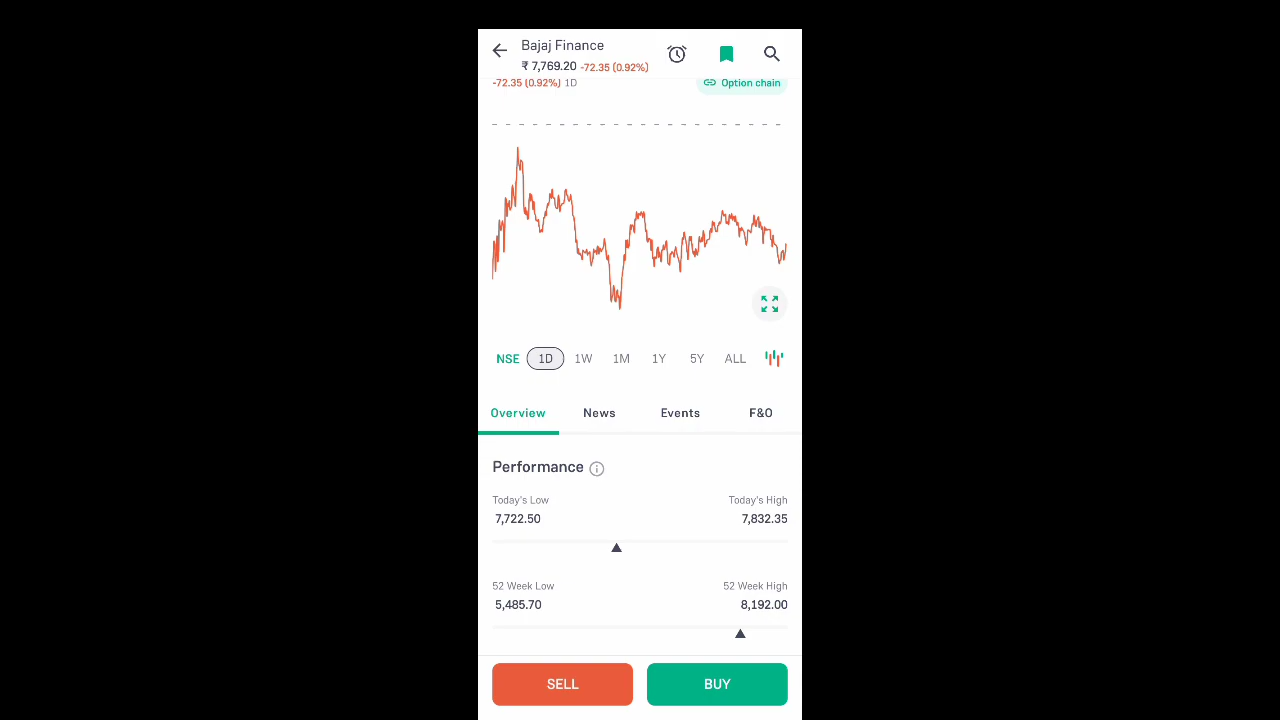 Bajaj Finance
₹ 7,769.20 -72.35 (0.92%)
-72.35 (0.92%) 1D
Option chain
NSE 1D 1W 1M 1Y 5Y ALL
Overview News Events F&O
Performance
Today's Low Today's High
7,722.50 7,832.35
52 Week Low 52 Week High
5,485.70 8,192.00
SELL BUY